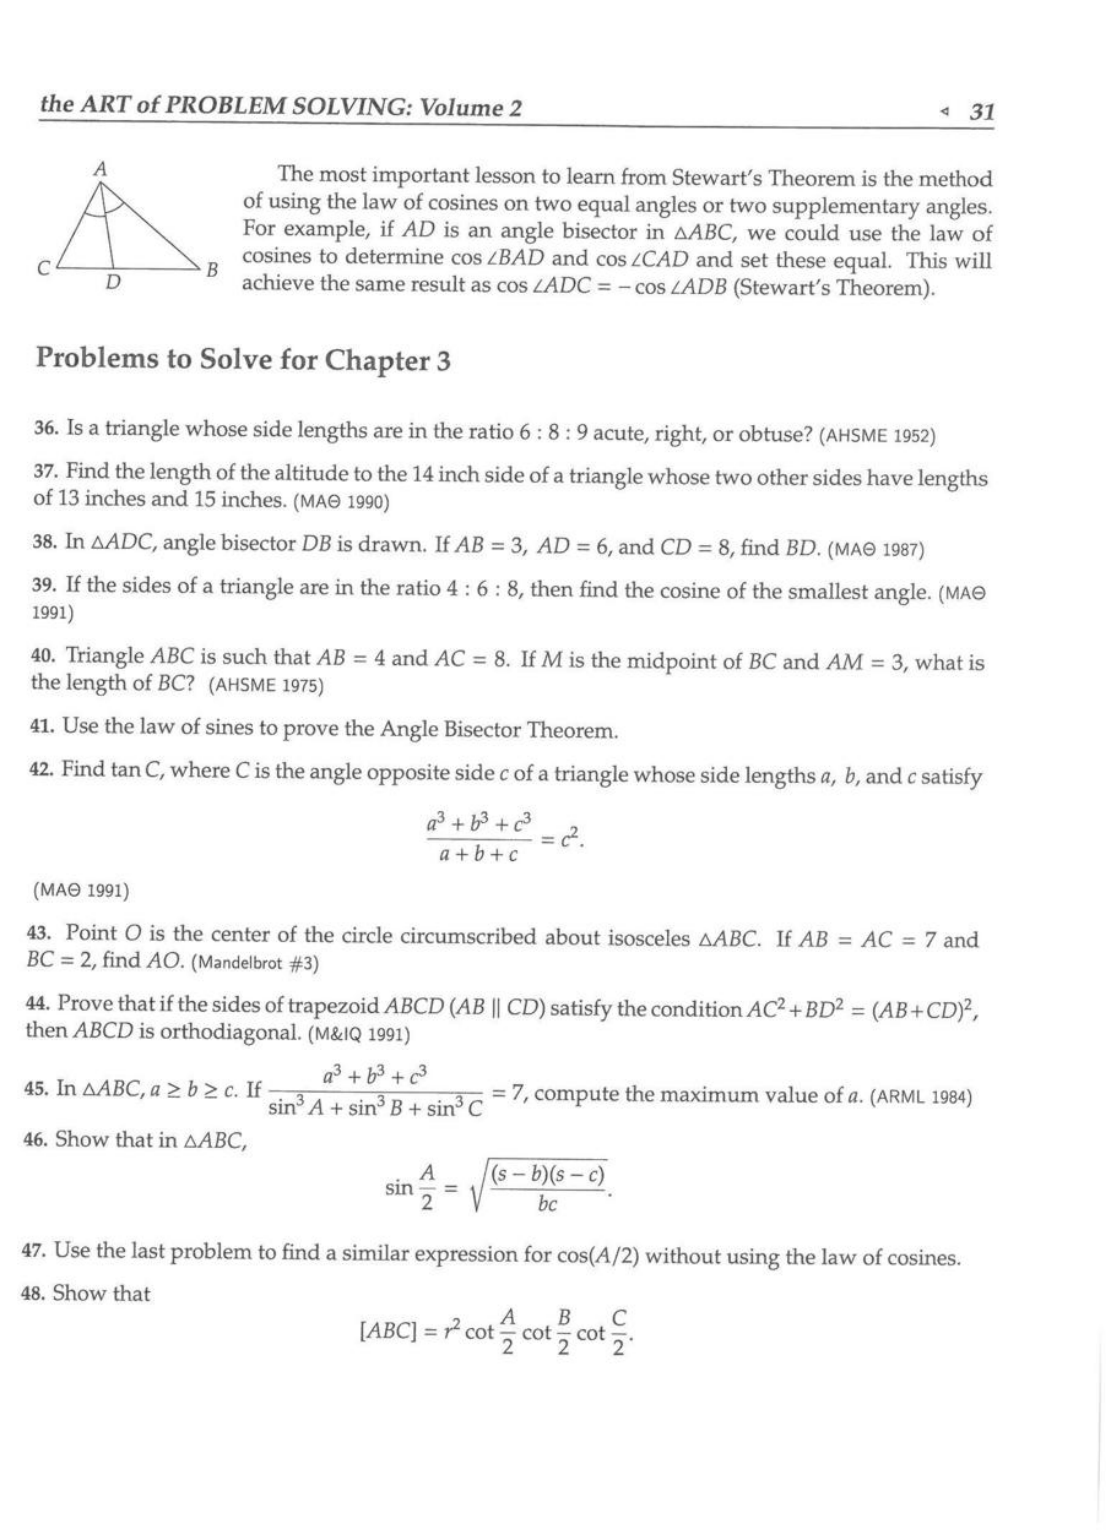 the ART of PROBLEM SOLVING: Volume 2 ◃ 31
A
C
D
B
The most important lesson to learn from Stewart's Theorem is the method
of using the law of cosines on two equal angles or two supplementary angles.
For example, if AD is an angle bisector in △ABC, we could use the law of
cosines to determine cos ∠BAD and cos ∠CAD and set these equal. This will
achieve the same result as cos ∠ADC = − cos ∠ADB (Stewart's Theorem).
Problems to Solve for Chapter 3
36. Is a triangle whose side lengths are in the ratio 6 : 8 : 9 acute, right, or obtuse? (AHSME 1952)
37. Find the length of the altitude to the 14 inch side of a triangle whose two other sides have lengths
of 13 inches and 15 inches. (MAΘ 1990)
38. In △ADC, angle bisector DB is drawn. If AB = 3, AD = 6, and CD = 8, find BD. (MAΘ 1987)
39. If the sides of a triangle are in the ratio 4 : 6 : 8, then find the cosine of the smallest angle. (MAΘ
1991)
40. Triangle ABC is such that AB = 4 and AC = 8. If M is the midpoint of BC and AM = 3, what is
the length of BC? (AHSME 1975)
41. Use the law of sines to prove the Angle Bisector Theorem.
42. Find tan C, where C is the angle opposite side c of a triangle whose side lengths a, b, and c satisfy
(a³ + b³ + c³)/(a + b + c) = c².
(MAΘ 1991)
43. Point O is the center of the circle circumscribed about isosceles △ABC. If AB = AC = 7 and
BC = 2, find AO. (Mandelbrot #3)
44. Prove that if the sides of trapezoid ABCD (AB ∥ CD) satisfy the condition AC² + BD² = (AB+CD)²,
then ABCD is orthodiagonal. (M&IQ 1991)
45. In △ABC, a ≥ b ≥ c. If (a³ + b³ + c³)/(sin³ A + sin³ B + sin³ C) = 7, compute the maximum value of a. (ARML 1984)
46. Show that in △ABC,
sin A/2 = √((s − b)(s − c)/bc).
47. Use the last problem to find a similar expression for cos(A/2) without using the law of cosines.
48. Show that
[ABC] = r² cot A/2 cot B/2 cot C/2.